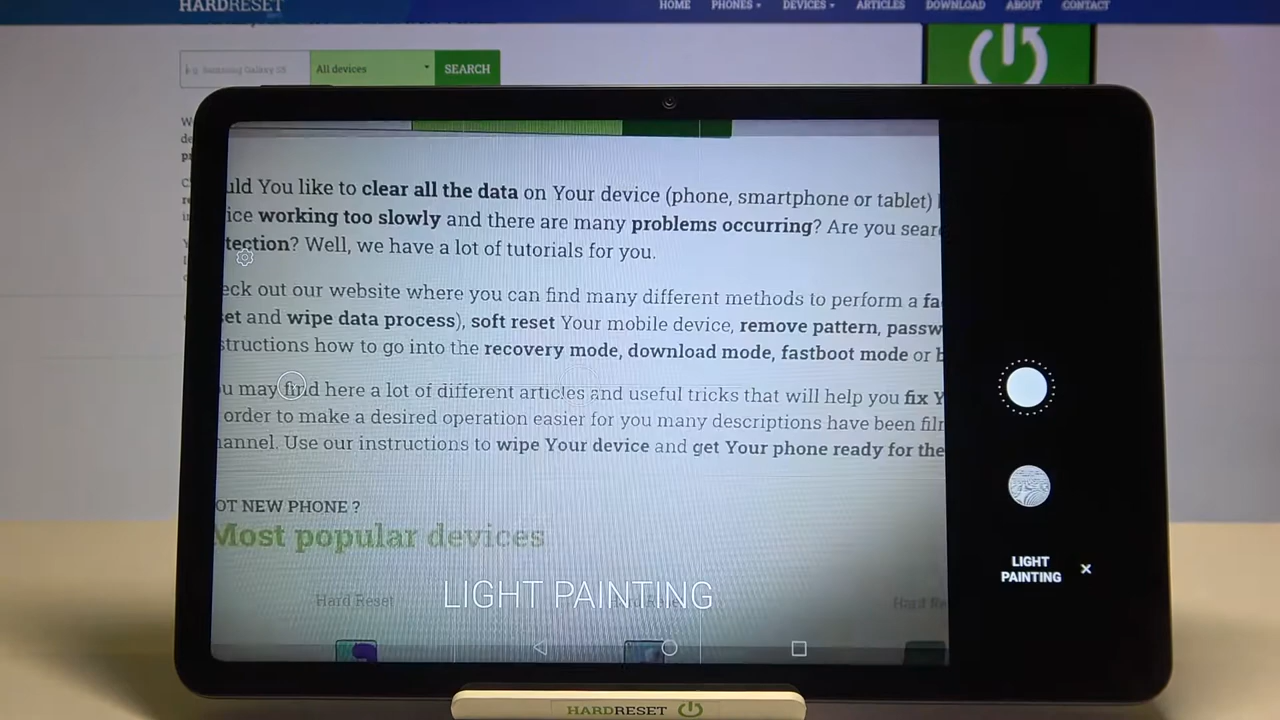 HARDRESET
HOME PHONES DEVICES ARTICLES DOWNLOAD ABOUT CONTACT
e.g. Samsung Galaxy S5 All devices SEARCH
uld You like to clear all the data on Your device (phone, smartphone or tablet)
ice working too slowly and there are many problems occurring? Are you sear
tection? Well, we have a lot of tutorials for you.
eck out our website where you can find many different methods to perform a fa
et and wipe data process), soft reset Your mobile device, remove pattern, passw
structions how to go into the recovery mode, download mode, fastboot mode or b
u may find here a lot of different articles and useful tricks that will help you fix Y
order to make a desired operation easier for you many descriptions have been film
hannel. Use our instructions to wipe Your device and get Your phone ready for the
OT NEW PHONE ?
Most popular devices
Hard Reset
LIGHT PAINTING
LIGHT
PAINTING
HARDRESET